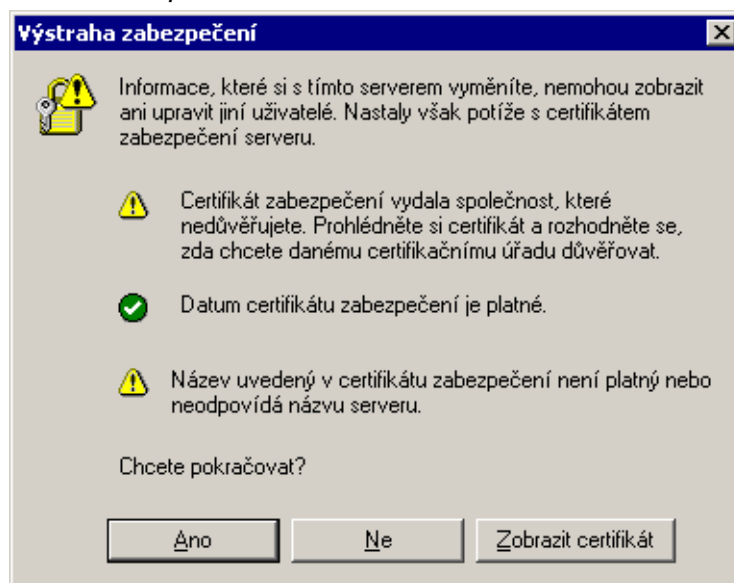 Výstraha zabezpečení
Informace, které si s tímto serverem vyměníte, nemohou zobrazit
ani upravit jiní uživatelé. Nastaly však potíže s certifikátem
zabezpečení serveru.
Certifikát zabezpečení vydala společnost, které
nedůvěřujete. Prohlédněte si certifikát a rozhodněte se,
zda chcete danému certifikačnímu úřadu důvěřovat.
Datum certifikátu zabezpečení je platné.
Název uvedený v certifikátu zabezpečení není platný nebo
neodpovídá názvu serveru.
Chcete pokračovat?
Ano Ne Zobrazit certifikát